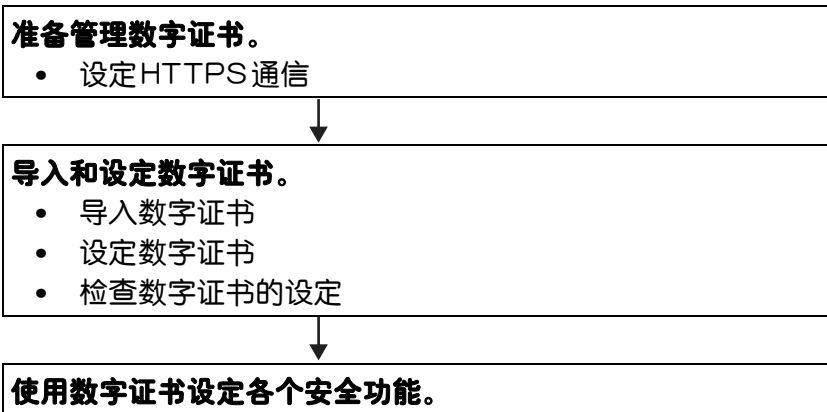 准备管理数字证书。
• 设定HTTPS通信
导入和设定数字证书。
• 导入数字证书
• 设定数字证书
• 检查数字证书的设定
使用数字证书设定各个安全功能。